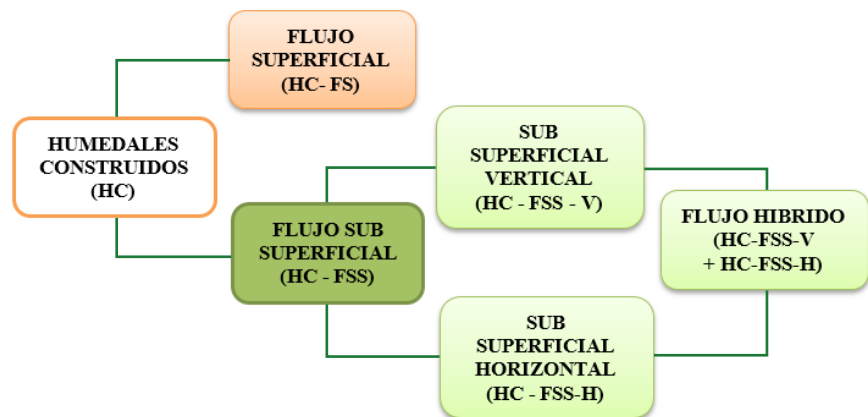 FLUJO
SUPERFICIAL
(HC- FS)
HUMEDALES
CONSTRUIDOS
(HC)
FLUJO SUB
SUPERFICIAL
(HC - FSS)
SUB
SUPERFICIAL
VERTICAL
(HC - FSS - V)
SUB
SUPERFICIAL
HORIZONTAL
(HC - FSS-H)
FLUJO HIBRIDO
(HC-FSS-V
+ HC-FSS-H)